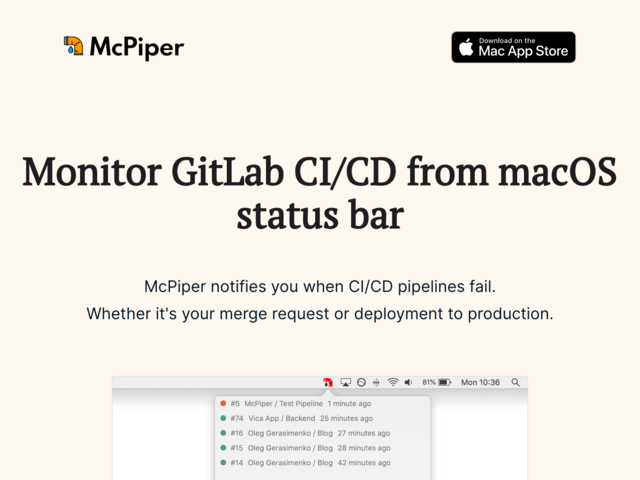 McPiper
Download on the
Mac App Store
Monitor GitLab CI/CD from macOS
status bar
McPiper notifies you when CI/CD pipelines fail.
Whether it's your merge request or deployment to production.
81% Mon 10:36
#5 McPiper / Test Pipeline 1 minute ago
#74 Vica App / Backend 25 minutes ago
#16 Oleg Gerasimenko / Blog 27 minutes ago
#15 Oleg Gerasimenko / Blog 28 minutes ago
#14 Oleg Gerasimenko / Blog 42 minutes ago